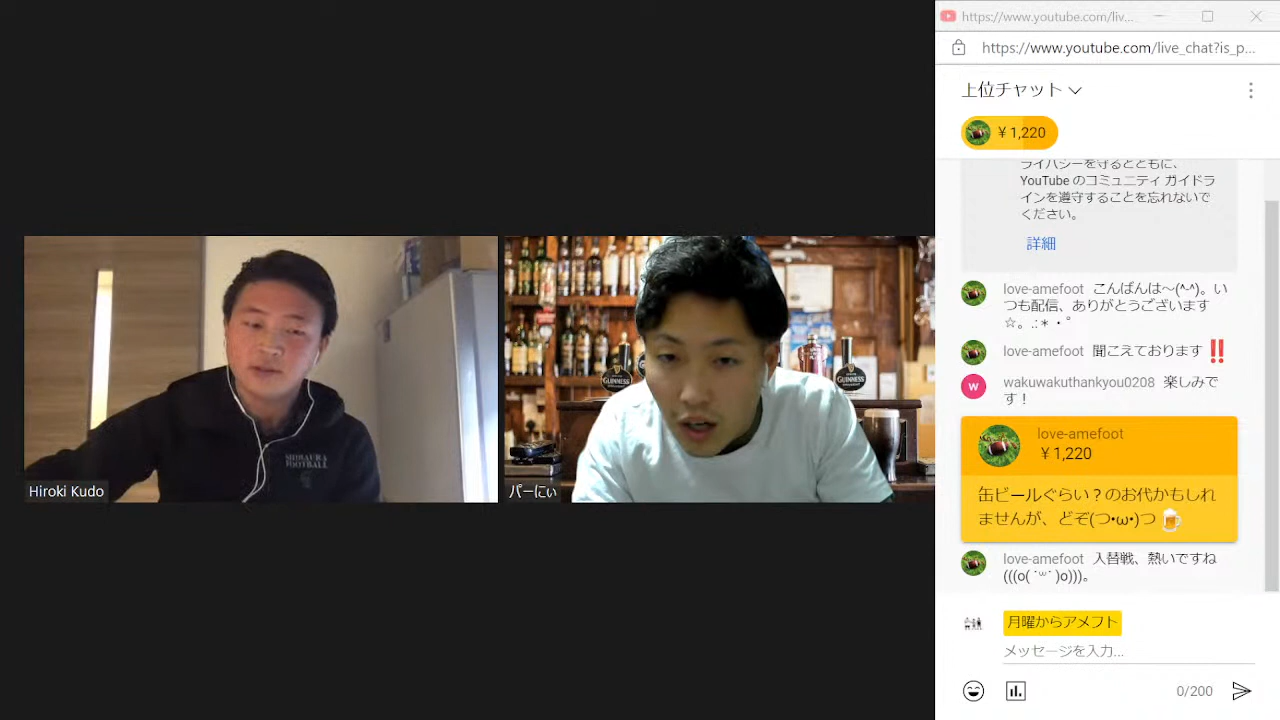 https://www.youtube.com/liv...
https://www.youtube.com/live_chat?is_p...
上位チャット
￥1,220
ライバシーを守るとともに、
YouTube のコミュニティ ガイドラ
インを遵守することを忘れないで
ください。
詳細
love-amefoot こんばんは〜(^^)。い
つも配信、ありがとうございます
☆。.:＊・゜
love-amefoot 聞こえております‼
W
wakuwakuthankyou0208 楽しみで
す！
love-amefoot
￥1,220
缶ビールぐらい？のお代かもしれ
ませんが、どぞ(つ•ω•)つ🍺
love-amefoot 入替戦、熱いですね
(((o( ˊᵕˋ )o)))。
月曜からアメフト
メッセージを入力...
0/200
SHIBAURA
FOOTBALL
GUINNESS
GUINNESS
Hiroki Kudo
パーにぃ